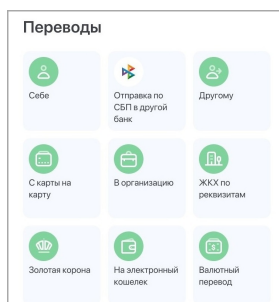 Переводы
Себе
Отправка по
СБП в другой
банк
Другому
С карты на
карту
В организацию
ЖКХ по
реквизитам
Золотая корона
На электронный
кошелек
Валютный
перевод